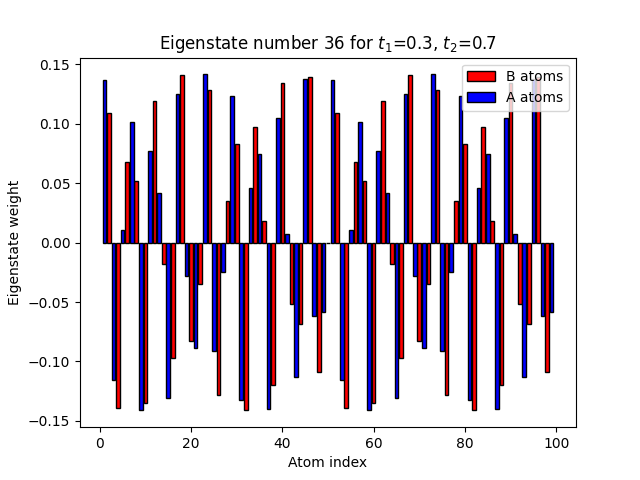 Eigenstate number 36 for t₁=0.3, t₂=0.7
B atoms
A atoms
Eigenstate weight
0.15
0.10
0.05
0.00
−0.05
−0.10
−0.15
0 20 40 60 80 100
Atom index